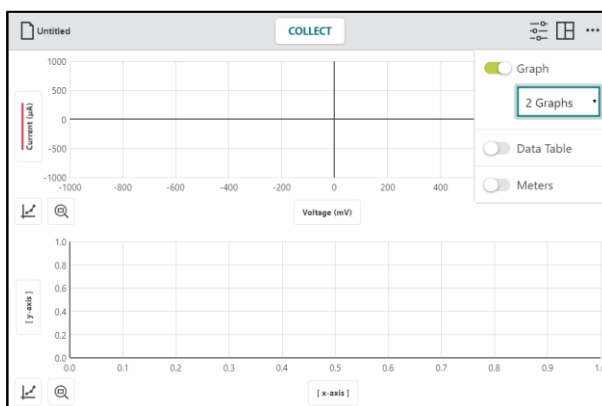 Untitled
COLLECT
Graph
2 Graphs
Data Table
Meters
Current (µA)
1000
500
0
-500
-1000
-1000 -800 -600 -400 -200 0 200 400
Voltage (mV)
[ y-axis ]
1.0
0.8
0.6
0.4
0.2
0.0
0.0 0.1 0.2 0.3 0.4 0.5 0.6 0.7 0.8 0.9 1.0
[ x-axis ]